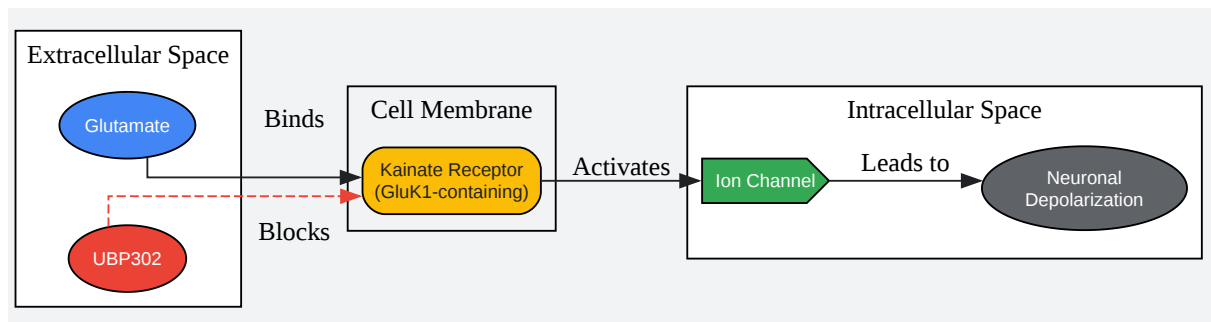 Extracellular Space
Glutamate
UBP302
Binds
Blocks
Cell Membrane
Kainate Receptor
(GluK1-containing)
Activates
Intracellular Space
Ion Channel
Leads to
Neuronal
Depolarization